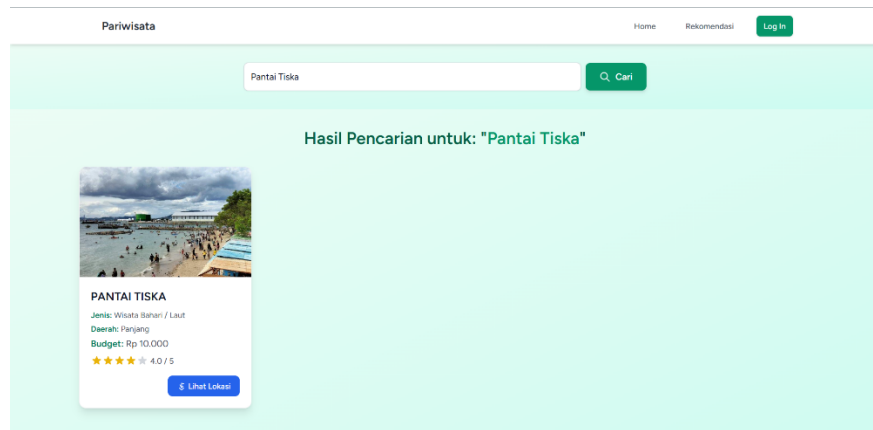 Pariwisata
Home
Rekomendasi
Log In
Pantai Tiska
Cari
Hasil Pencarian untuk: "Pantai Tiska"
PANTAI TISKA
Jenis: Wisata Bahari / Laut
Daerah: Panjang
Budget: Rp 10.000
4.0 / 5
Lihat Lokasi